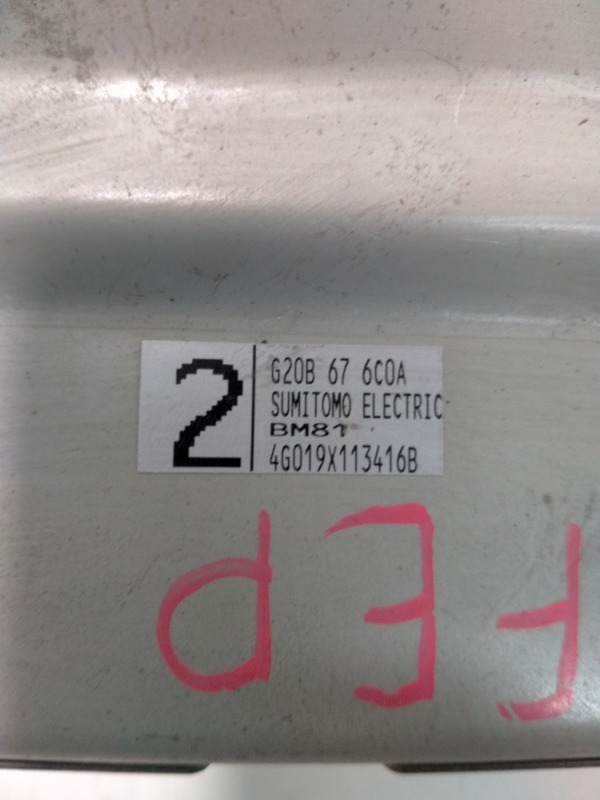 2
G20B 67 6C0A
SUMITOMO ELECTRIC
BM81
4G019X113416B
FEP